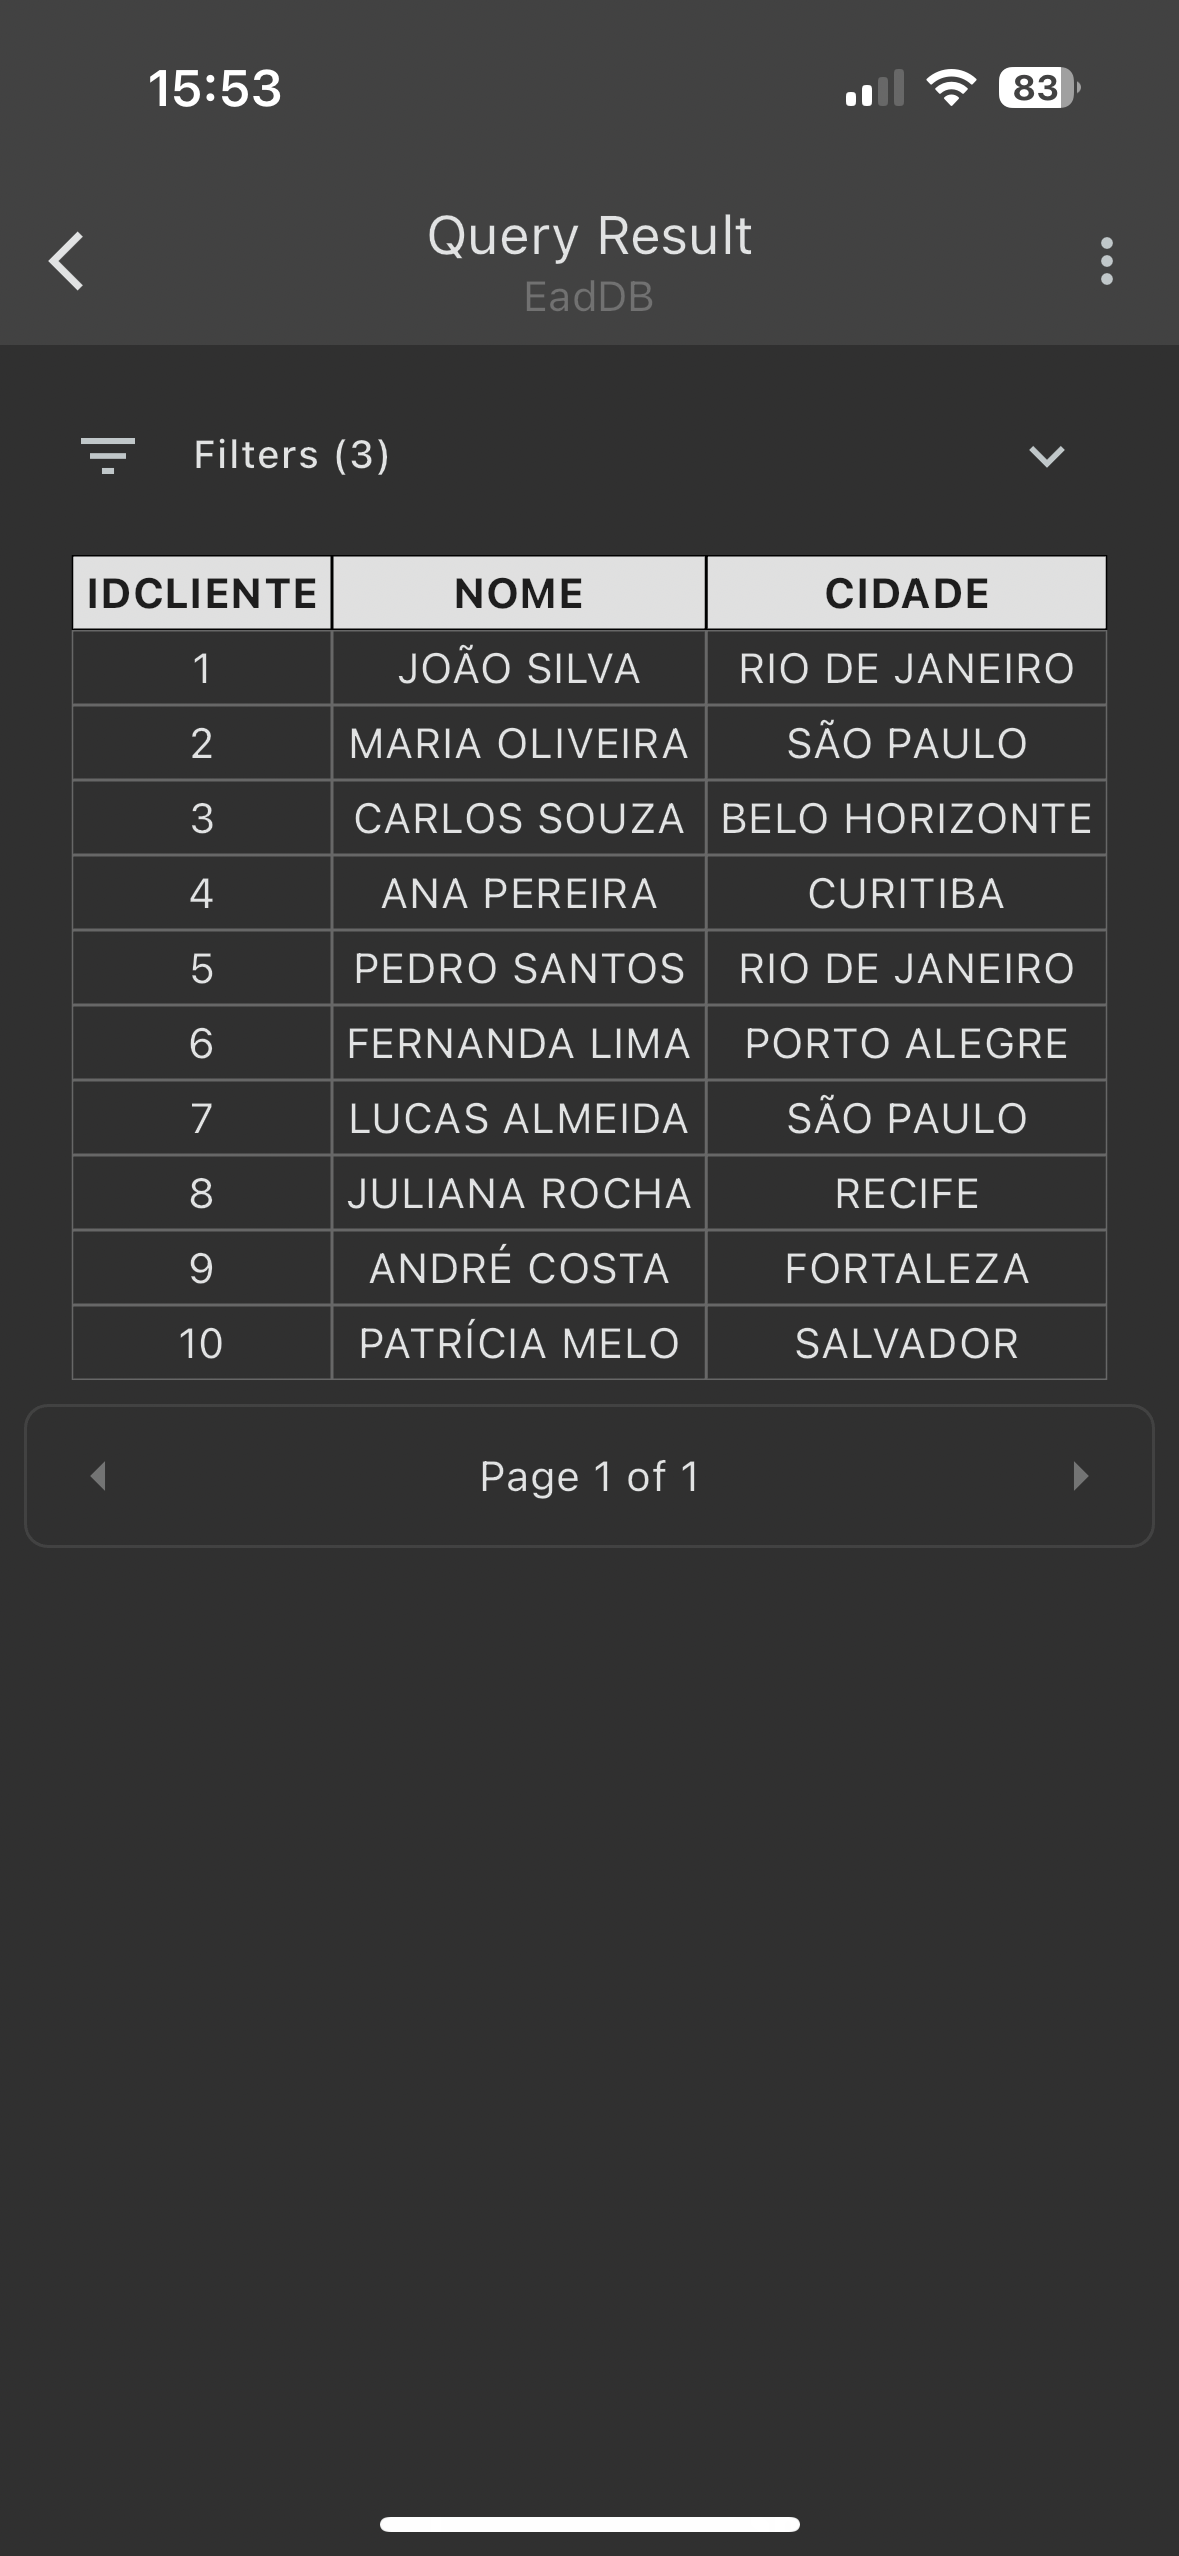 15:53
83
Query Result
EadDB
Filters (3)
IDCLIENTE NOME CIDADE
1 JOÃO SILVA RIO DE JANEIRO
2 MARIA OLIVEIRA SÃO PAULO
3 CARLOS SOUZA BELO HORIZONTE
4 ANA PEREIRA CURITIBA
5 PEDRO SANTOS RIO DE JANEIRO
6 FERNANDA LIMA PORTO ALEGRE
7 LUCAS ALMEIDA SÃO PAULO
8 JULIANA ROCHA RECIFE
9 ANDRÉ COSTA FORTALEZA
10 PATRÍCIA MELO SALVADOR
Page 1 of 1